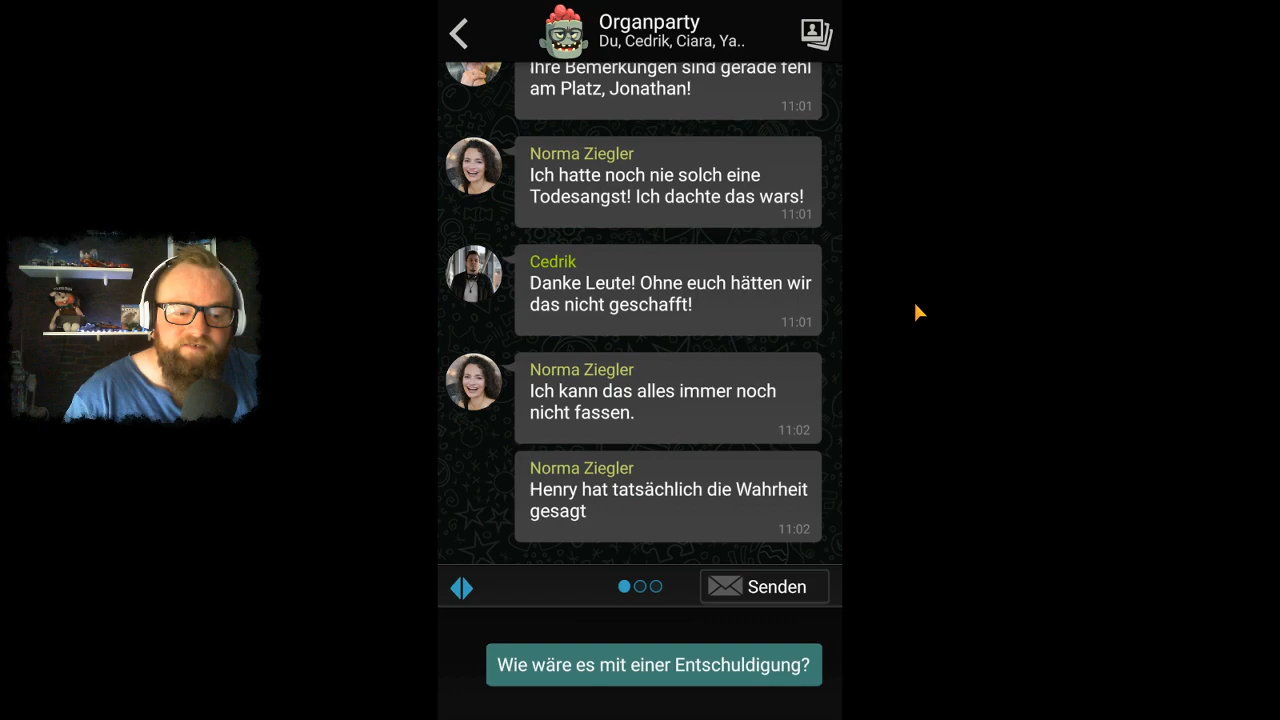 Organparty
Du, Cedrik, Ciara, Ya..
Ihre Bemerkungen sind gerade fehl
am Platz, Jonathan!
11:01
Norma Ziegler
Ich hatte noch nie solch eine
Todesangst! Ich dachte das wars!
11:01
Cedrik
Danke Leute! Ohne euch hätten wir
das nicht geschafft!
11:01
Norma Ziegler
Ich kann das alles immer noch
nicht fassen.
11:02
Norma Ziegler
Henry hat tatsächlich die Wahrheit
gesagt
11:02
Senden
Wie wäre es mit einer Entschuldigung?